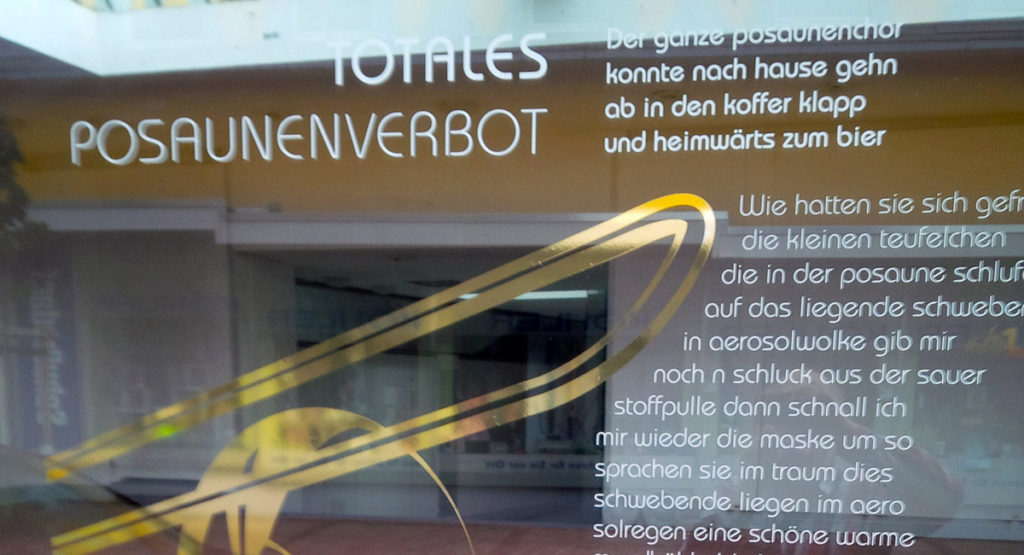 TOTALES
POSAUNENVERBOT
Der ganze posaunenchor
konnte nach hause gehn
ab in den koffer klapp
und heimwärts zum bier
Wie hatten sie sich
die kleinen teufelchen
die in der posaune
auf das liegende
in aerosolwolke gib mir
noch n schluck aus der sauer
stoffpulle dann schnall ich
mir wieder die maske um so
sprachen sie im traum dies
schwebende liegen im aero
solregen eine schöne warme